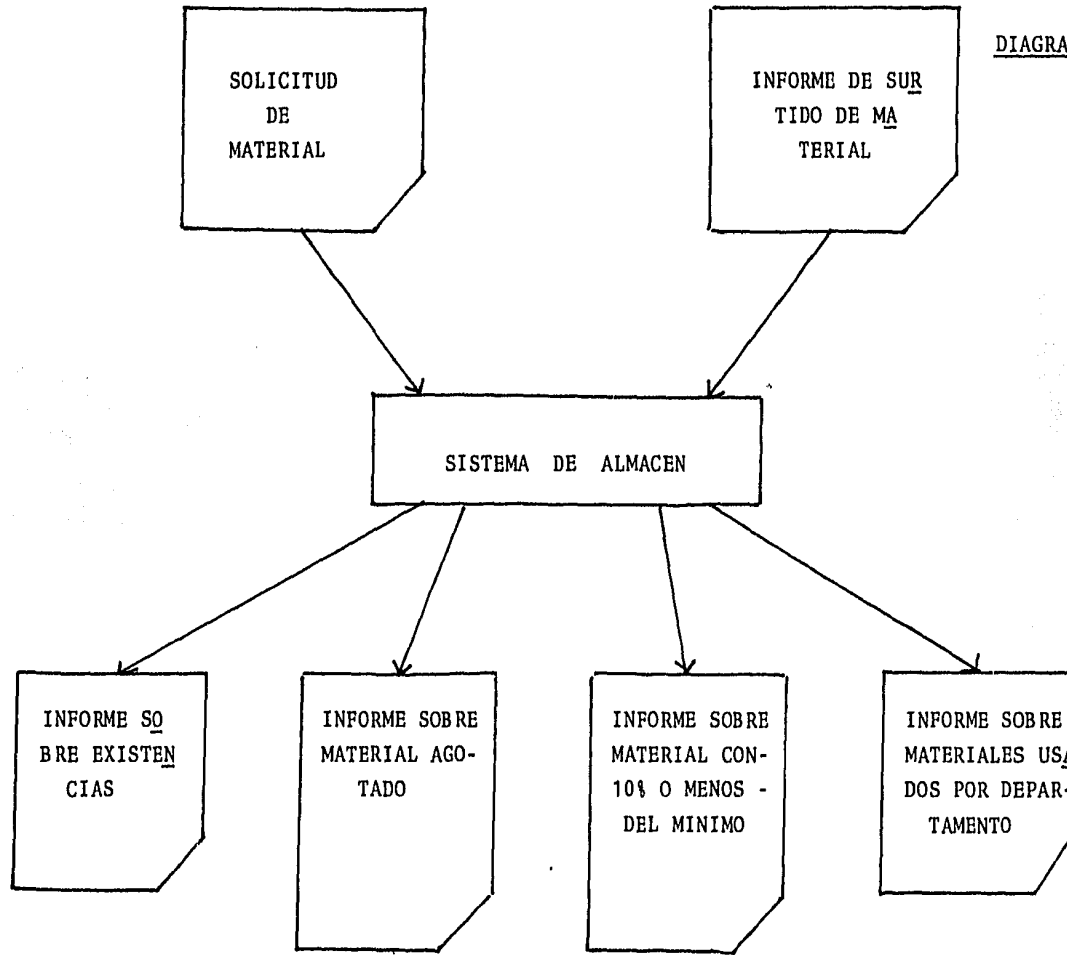 SOLICITUD
DE
MATERIAL
INFORME DE SUR
TIDO DE MA
TERIAL
DIAGRA
SISTEMA DE ALMACEN
INFORME SO
BRE EXISTEN
CIAS
INFORME SOBRE
MATERIAL AGO-
TADO
INFORME SOBRE
MATERIAL CON-
10% O MENOS -
DEL MINIMO
INFORME SOBRE
MATERIALES USA
DOS POR DEPAR-
TAMENTO